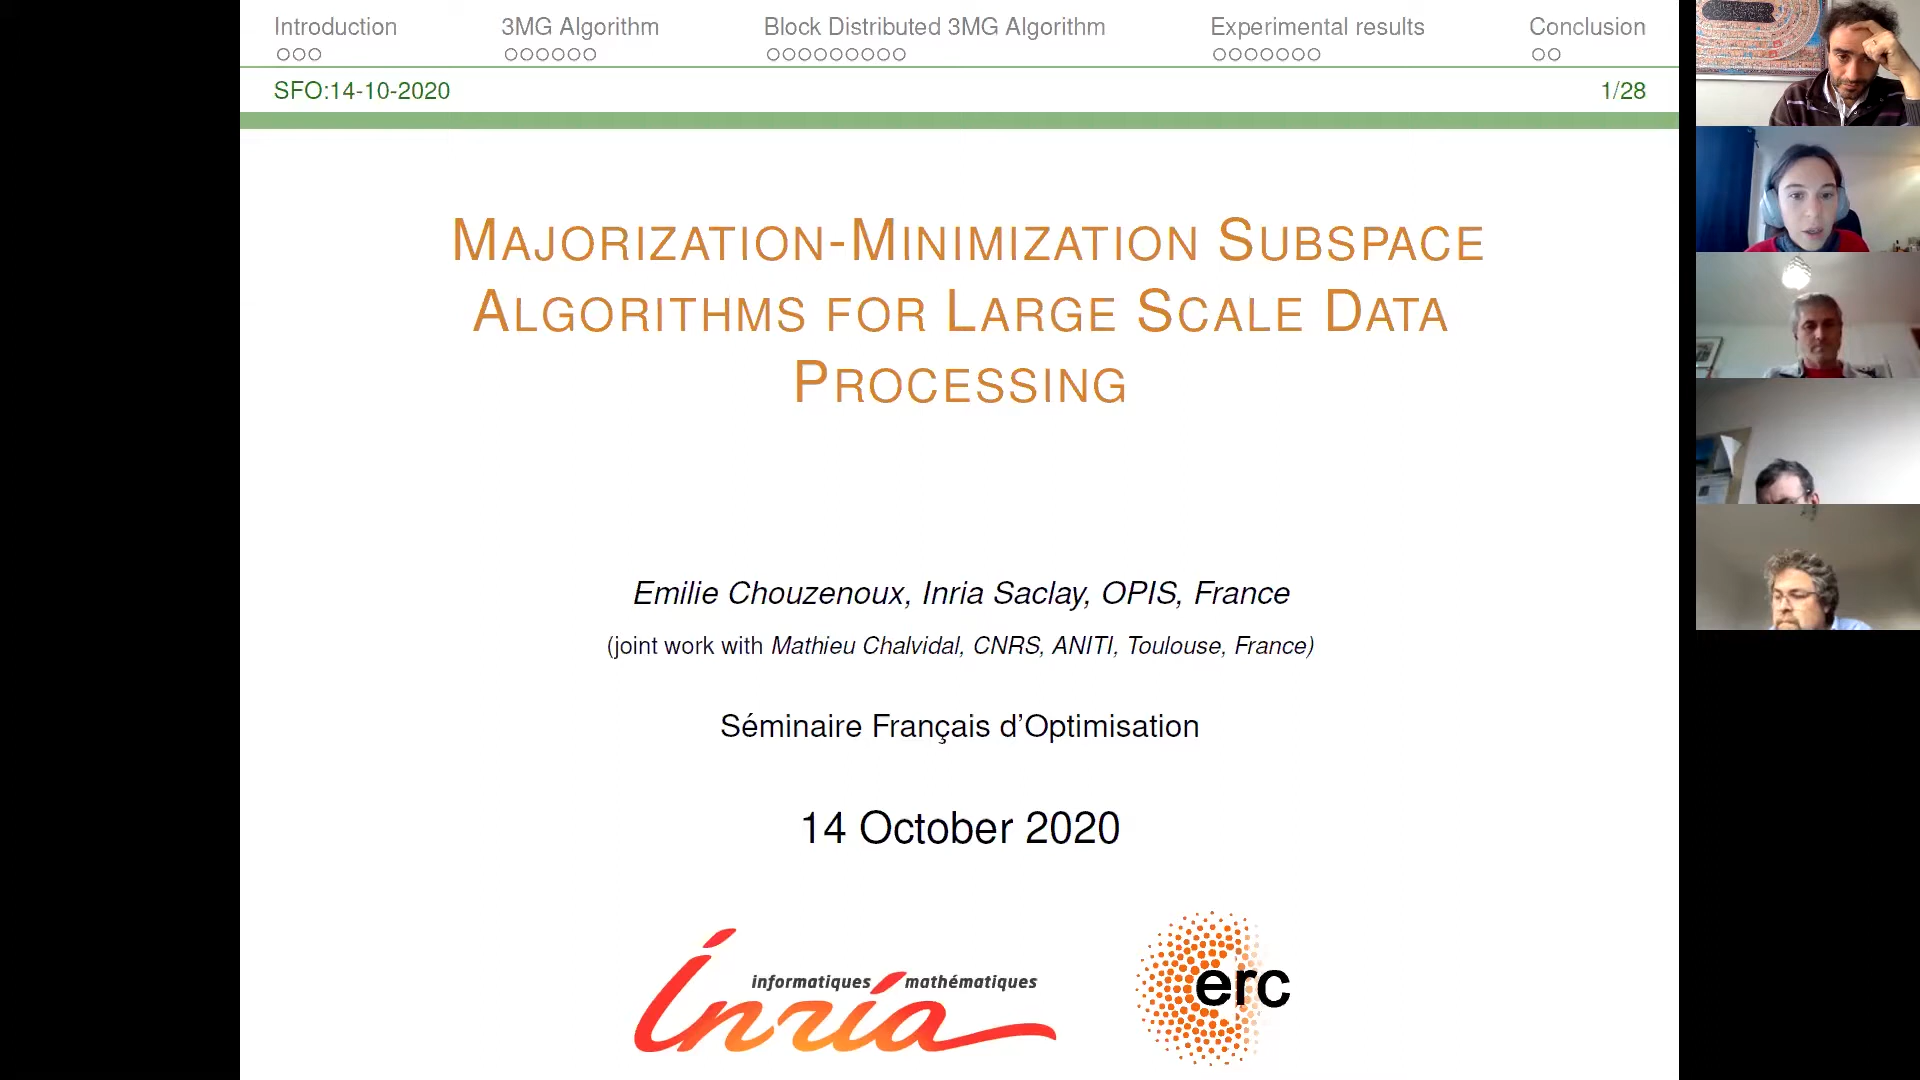 Introduction
3MG Algorithm
Block Distributed 3MG Algorithm
Experimental results
Conclusion
SFO:14-10-2020
1/28
MAJORIZATION-MINIMIZATION SUBSPACE
ALGORITHMS FOR LARGE SCALE DATA
PROCESSING
Emilie Chouzenoux, Inria Saclay, OPIS, France
(joint work with Mathieu Chalvidal, CNRS, ANITI, Toulouse, France)
Séminaire Français d'Optimisation
14 October 2020
informatiques mathématiques
Inria
erc